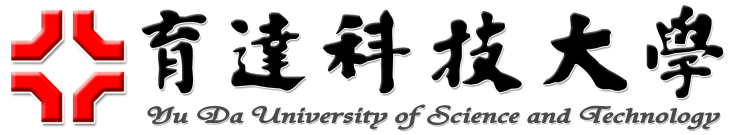 育達科技大學
Yu Da University of Science and Technology